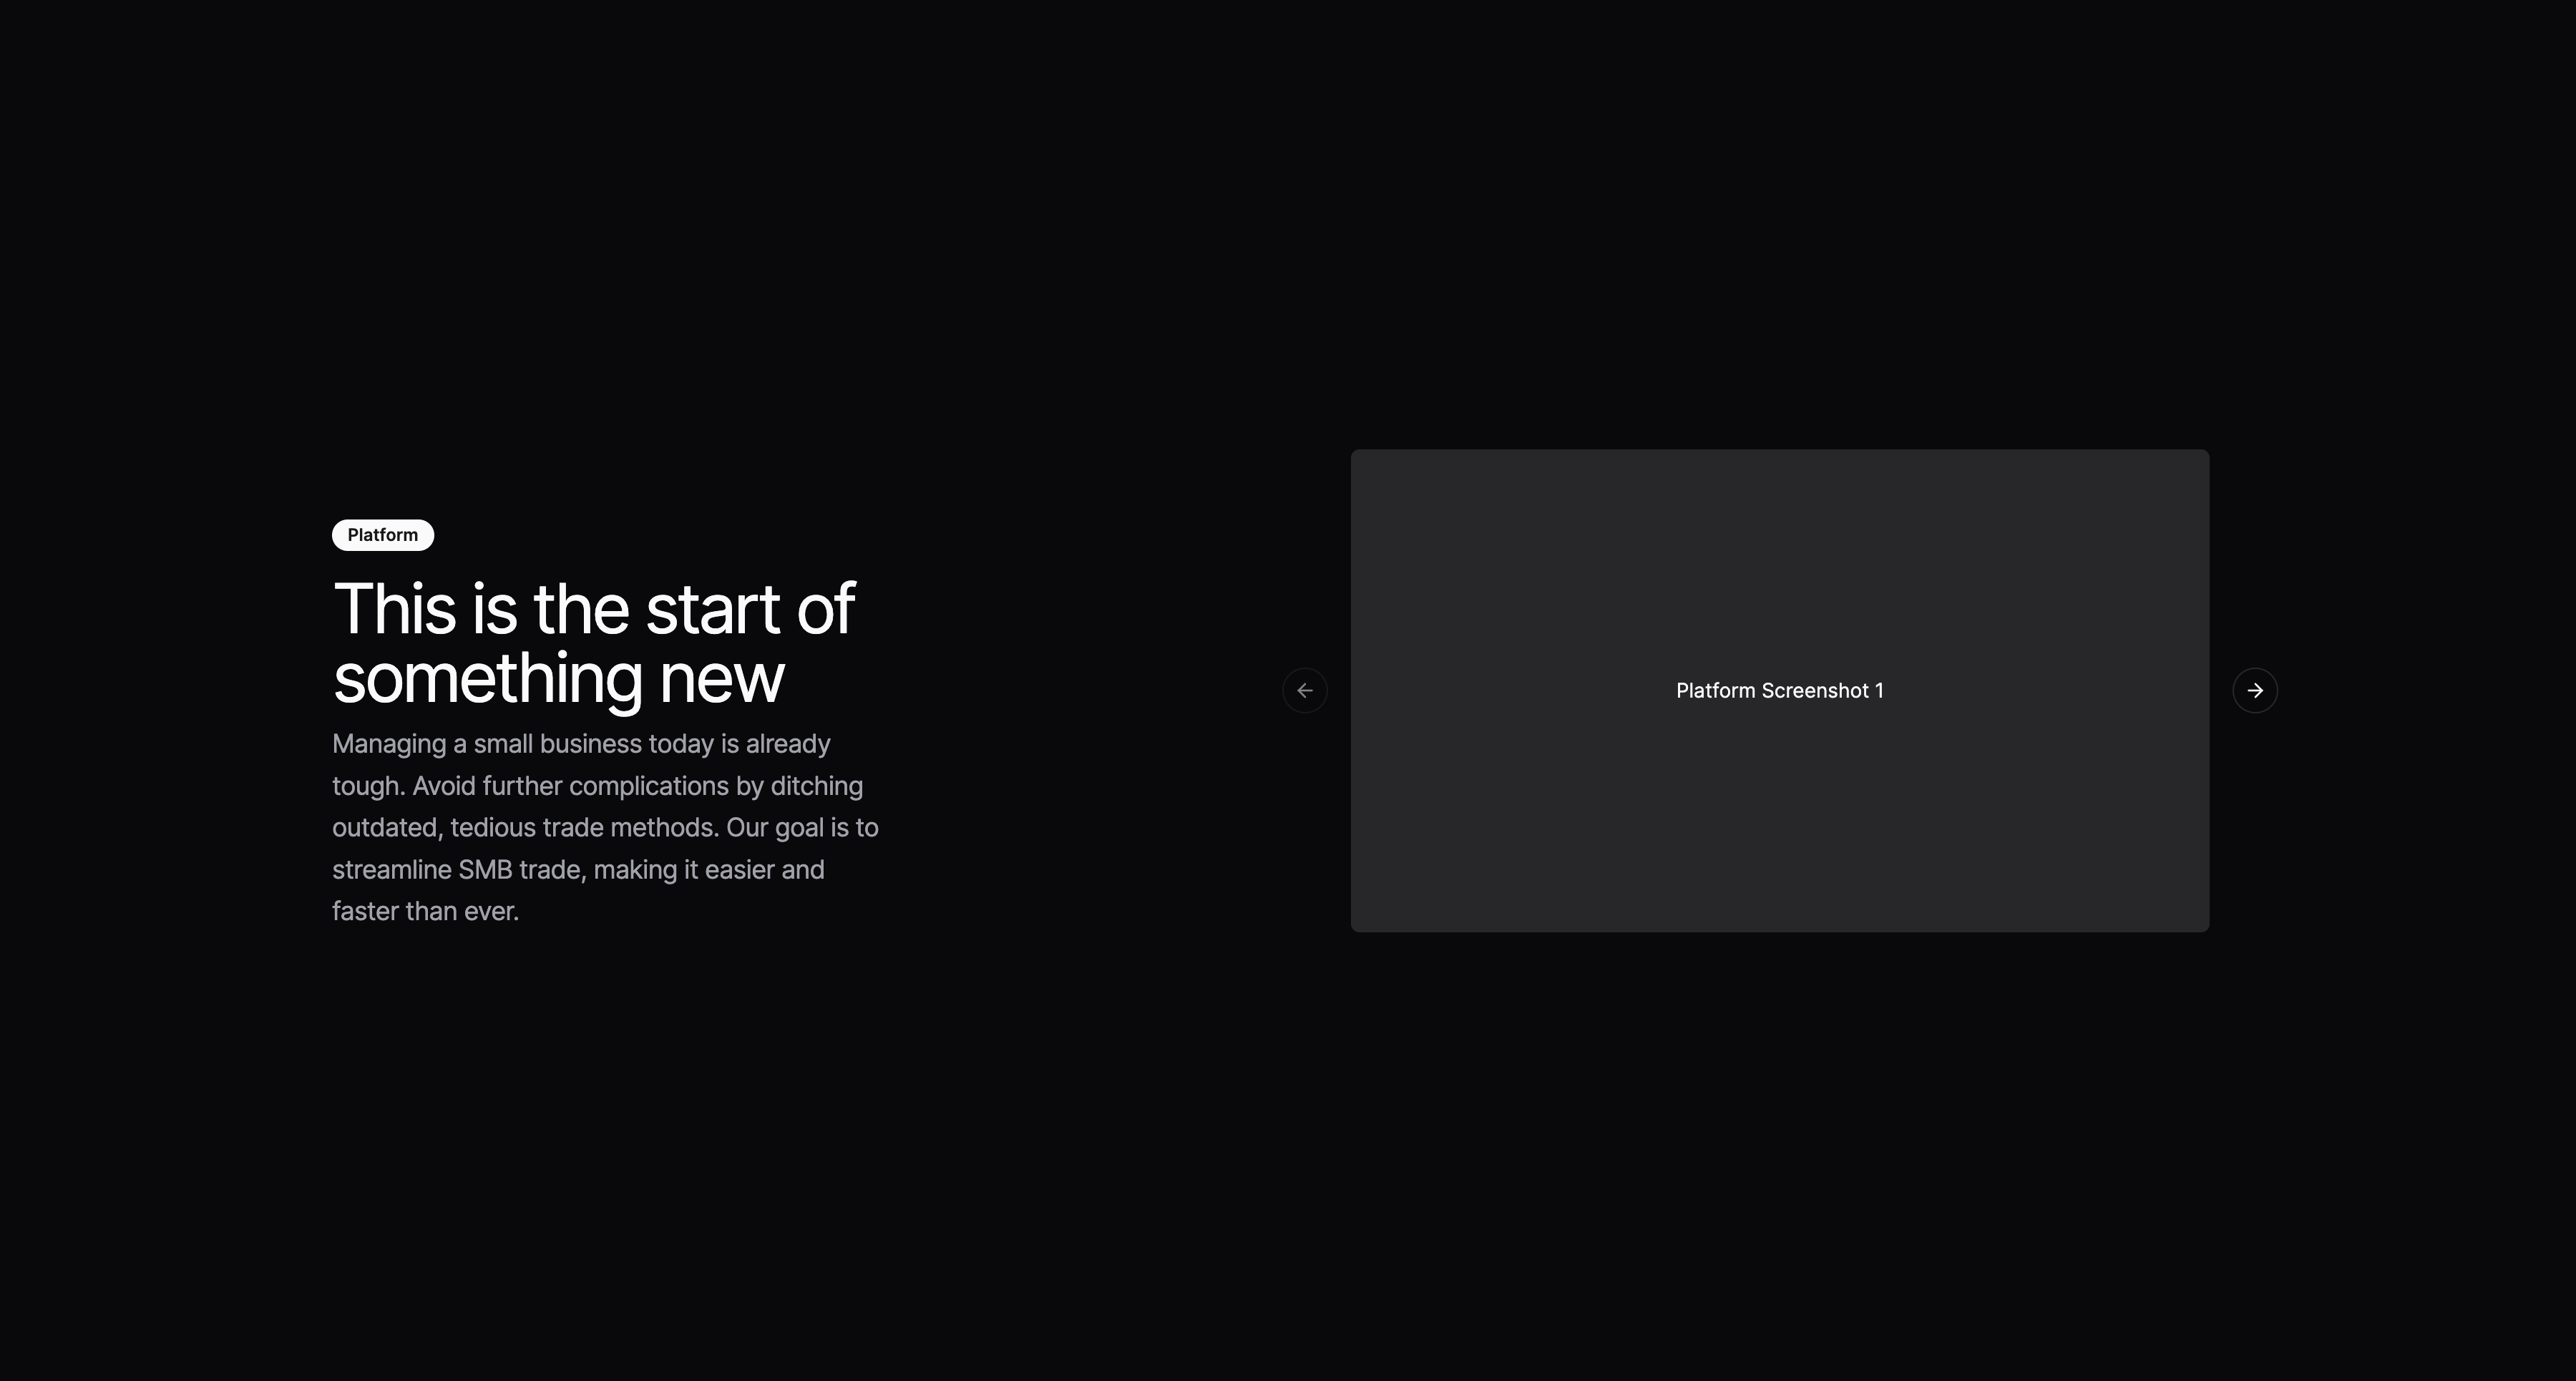 Platform
This is the start of
something new
Managing a small business today is already
tough. Avoid further complications by ditching
outdated, tedious trade methods. Our goal is to
streamline SMB trade, making it easier and
faster than ever.
Platform Screenshot 1